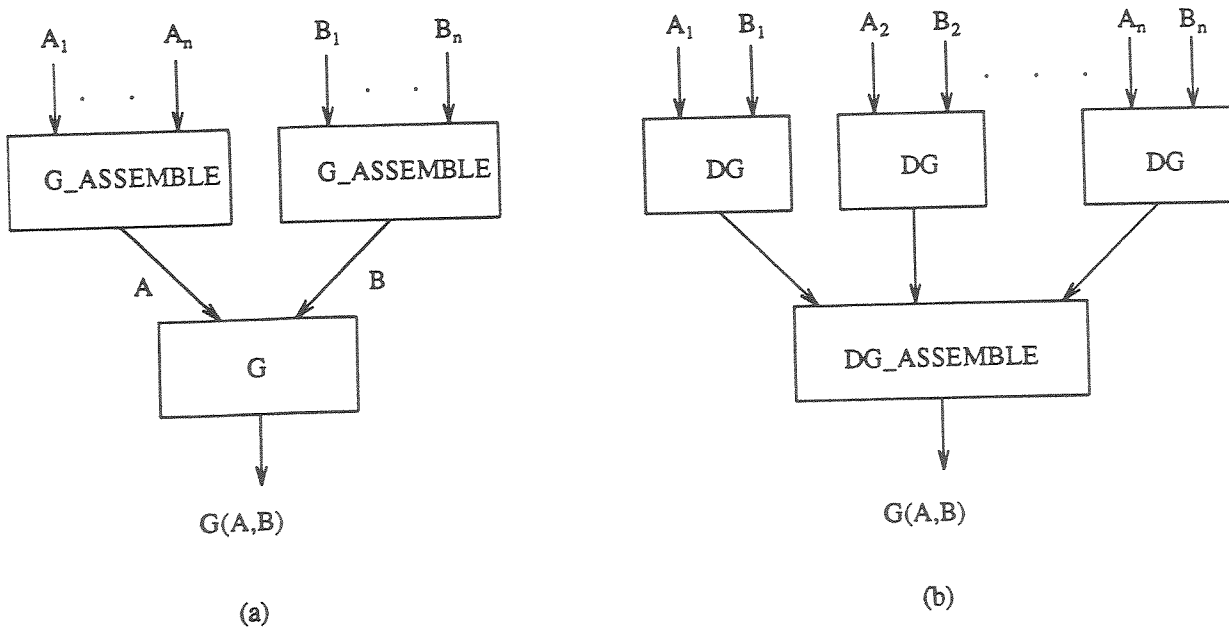 A₁ Aₙ B₁ Bₙ
. . . .
G_ASSEMBLE G_ASSEMBLE
A B
G
G(A,B)
(a)
A₁ B₁ A₂ B₂ . . . Aₙ Bₙ
DG DG DG
DG_ASSEMBLE
G(A,B)
(b)